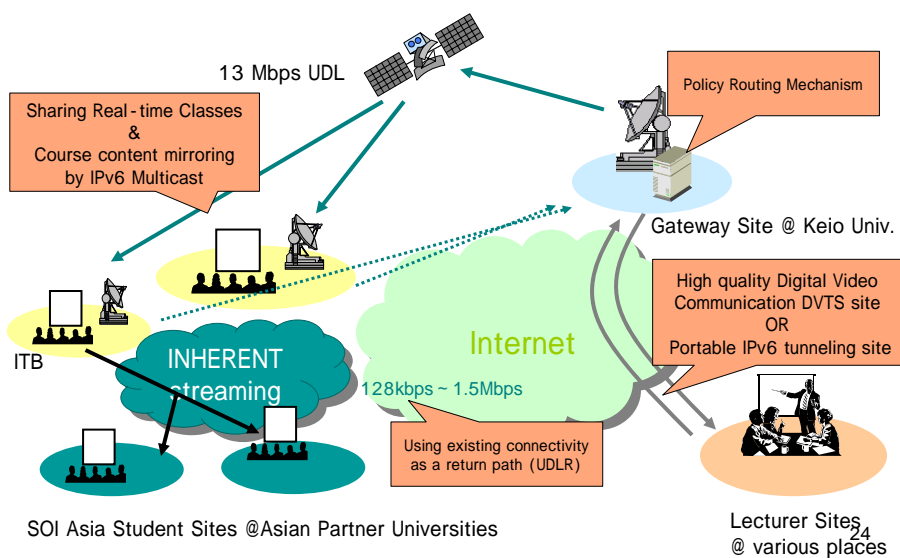 13 Mbps UDL
Policy Routing Mechanism
Sharing Real-time Classes
&
Course content mirroring
by IPv6 Multicast
Gateway Site @ Keio Univ.
High quality Digital Video
Communication DVTS site
OR
Portable IPv6 tunneling site
ITB
INHERENT
streaming
Internet
128kbps ~ 1.5Mbps
Using existing connectivity
as a return path (UDLR)
SOI Asia Student Sites @Asian Partner Universities
Lecturer Sites
@ various places
24